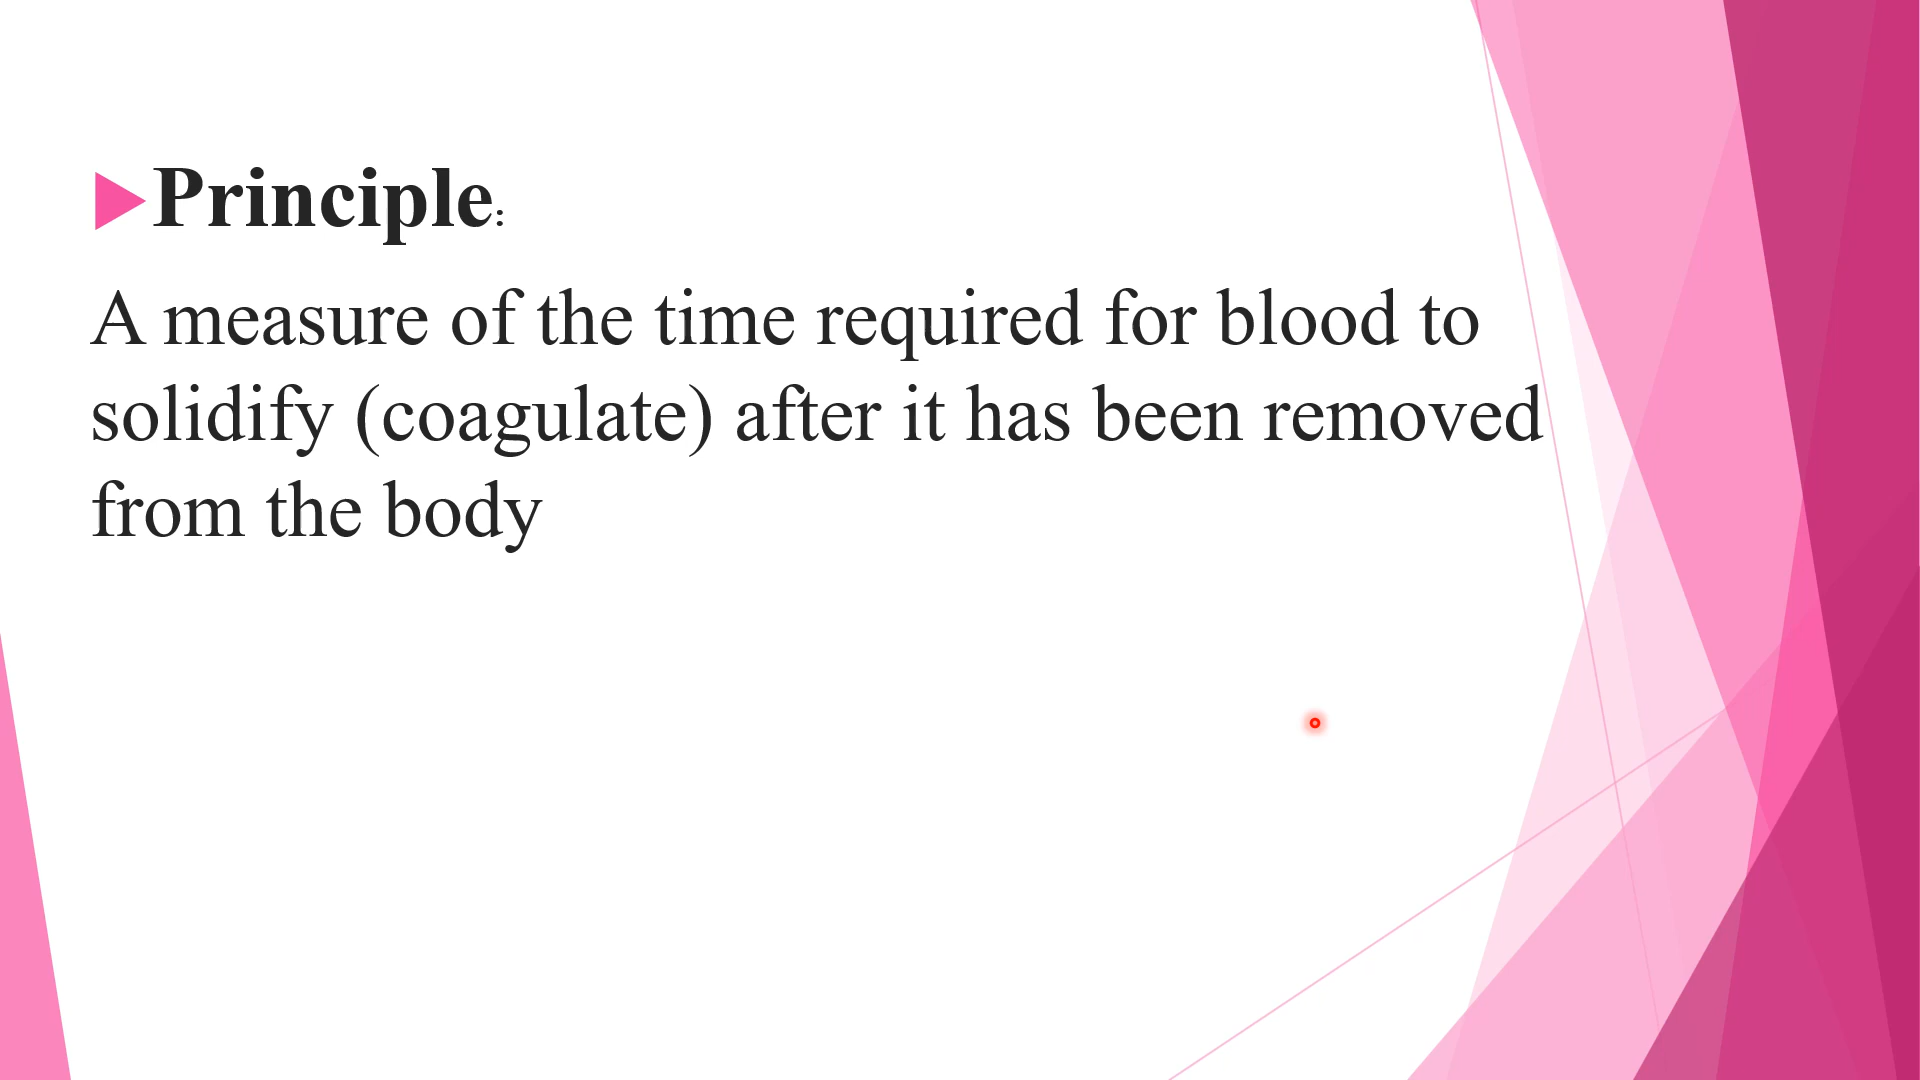 Principle:
A measure of the time required for blood to
solidify (coagulate) after it has been removed
from the body